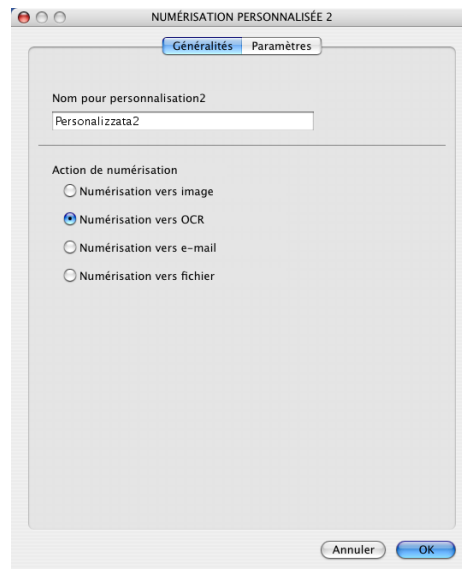 NUMÉRISATION PERSONNALISÉE 2
Généralités Paramètres
Nom pour personnalisation2
Personalizzata2
Action de numérisation
Numérisation vers image
Numérisation vers OCR
Numérisation vers e-mail
Numérisation vers fichier
Annuler OK